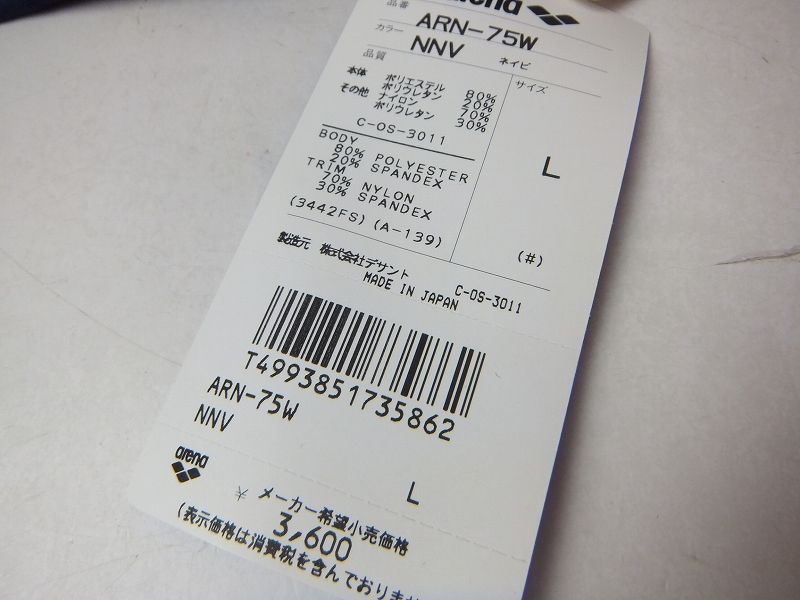 arena
品番 ARN-75W
カラー NNV ネイビ
品質 サイズ
本体 ポリエステル 80%
ポリウレタン 20%
その他 ナイロン 70%
ポリウレタン 30%
C-OS-3011
L
BODY
80% POLYESTER
20% SPANDEX
TRIM
70% NYLON
30% SPANDEX
(3442FS) (A-139)
(#)
製造元 株式会社デサント
MADE IN JAPAN C-OS-3011
T4993851735862
ARN-75W
NNV
L
arena
メーカー希望小売価格
3,600
(表示価格は消費税を含んでおりませ